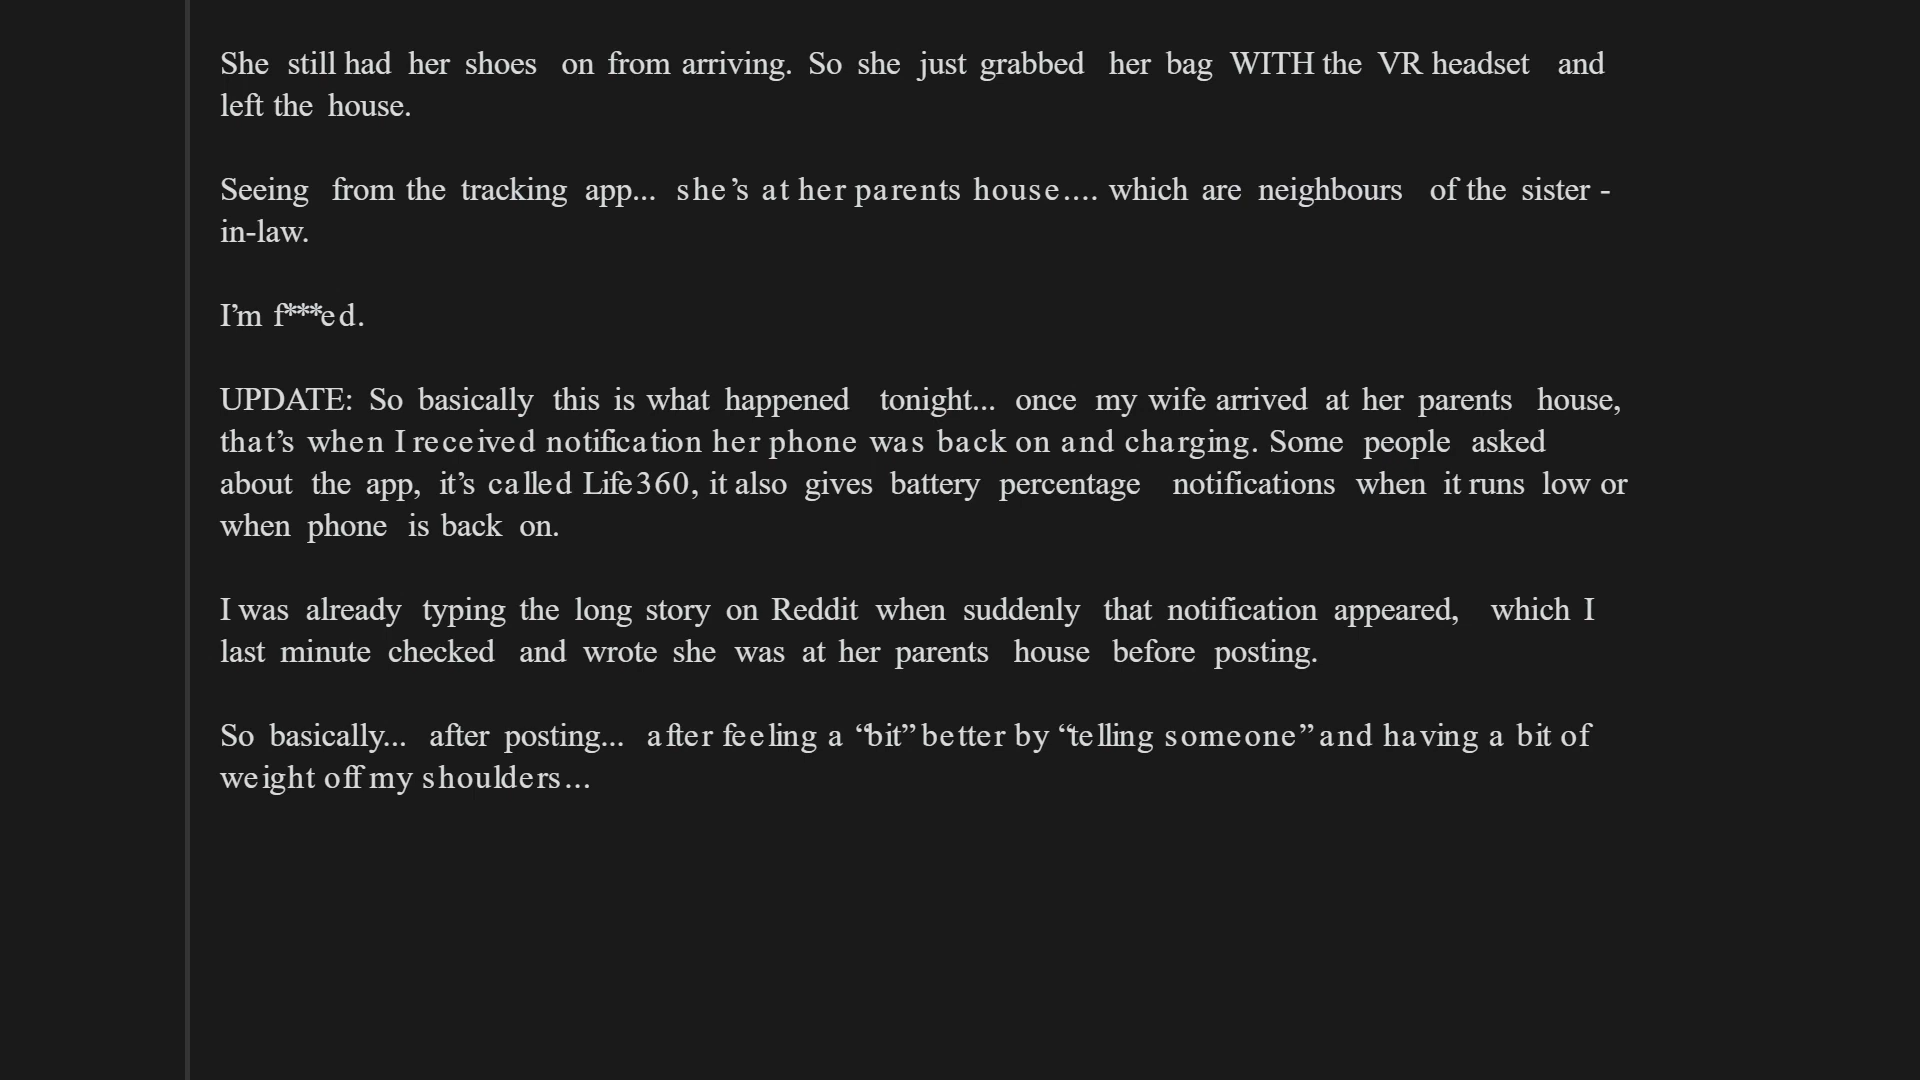 She still had her shoes on from arriving. So she just grabbed her bag WITH the VR headset and
left the house.
Seeing from the tracking app... she’s at her parents house.... which are neighbours of the sister -
in-law.
I’m f***ed.
UPDATE: So basically this is what happened tonight... once my wife arrived at her parents house,
that’s when I received notification her phone was back on and charging. Some people asked
about the app, it’s called Life360, it also gives battery percentage notifications when it runs low or
when phone is back on.
I was already typing the long story on Reddit when suddenly that notification appeared, which I
last minute checked and wrote she was at her parents house before posting.
So basically... after posting... after feeling a “bit” better by “telling someone” and having a bit of
weight off my shoulders...